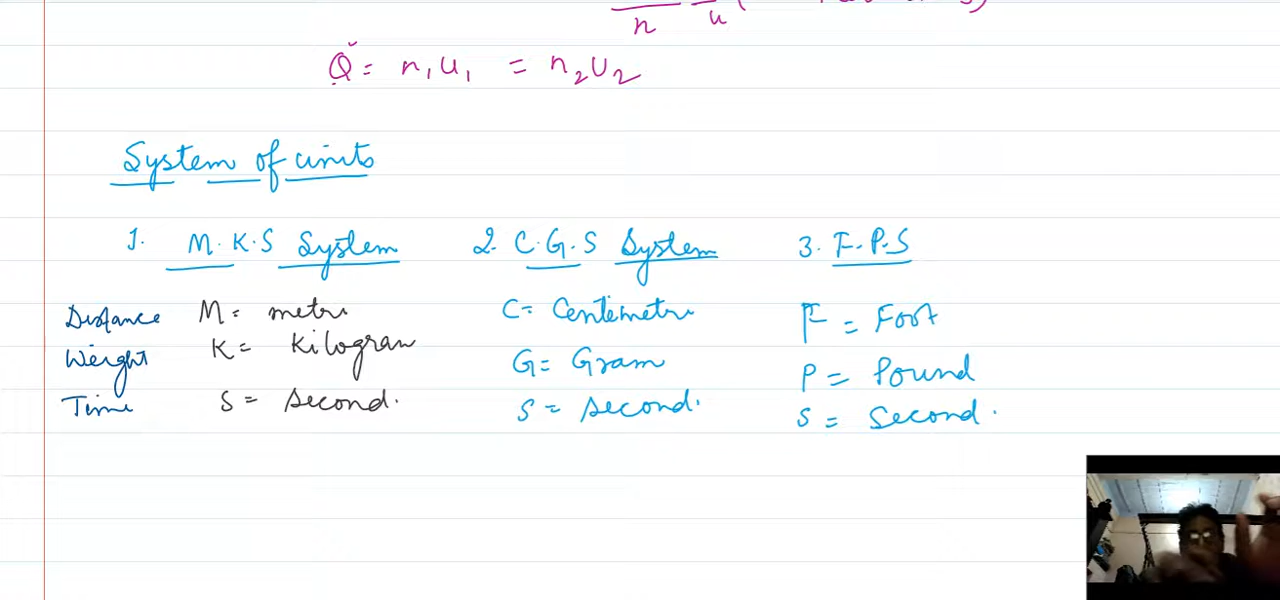 n u
Q = n₁u₁ = n₂u₂
System of units
1. M.K.S System 2. C.G.S System 3. F.P.S
Distance M = metre C = Centimetre F = Foot
Weight K = Kilogram G = Gram P = Pound
Time S = Second. S = Second. S = Second.